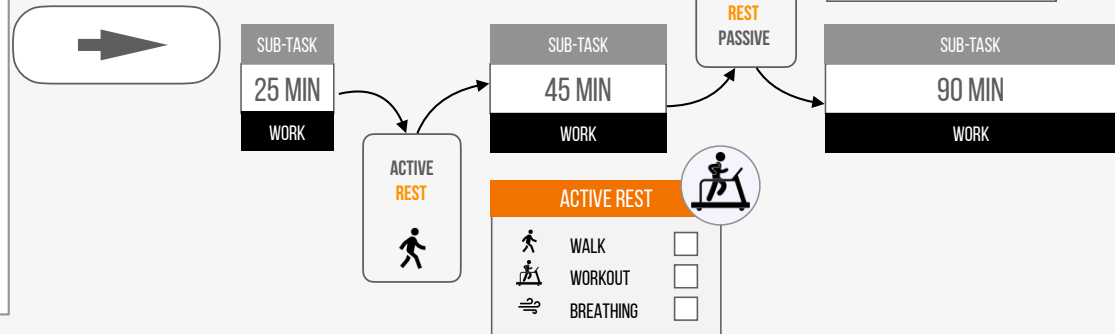 SUB-TASK
25 MIN
WORK
ACTIVE
REST
SUB-TASK
45 MIN
WORK
REST
PASSIVE
SUB-TASK
90 MIN
WORK
ACTIVE REST
WALK
WORKOUT
BREATHING